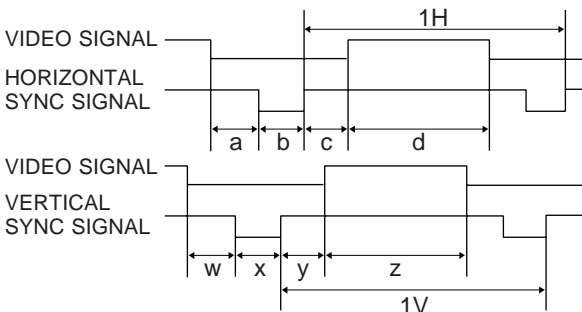 1H
VIDEO SIGNAL
HORIZONTAL
SYNC SIGNAL
a b c d
VIDEO SIGNAL
VERTICAL
SYNC SIGNAL
w x y z
1V